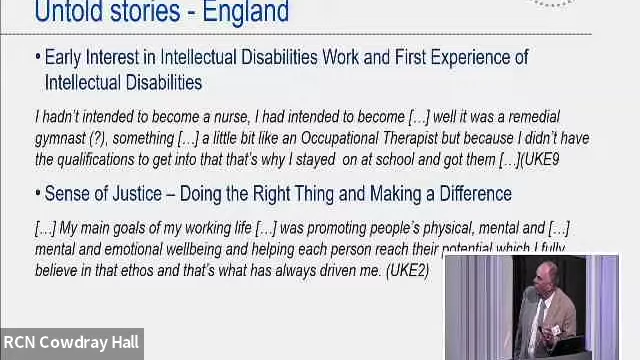 Untold stories - England
• Early Interest in Intellectual Disabilities Work and First Experience of
Intellectual Disabilities
I hadn't intended to become a nurse, I had intended to become […] well it was a remedial
gymnast (?), something […] a little bit like an Occupational Therapist but because I didn't have
the qualifications to get into that that's why I stayed on at school and got them […](UKE9
• Sense of Justice – Doing the Right Thing and Making a Difference
[…] My main goals of my working life […] was promoting people's physical, mental and […]
mental and emotional wellbeing and helping each person reach their potential which I fully
believe in that ethos and that's what has always driven me. (UKE2)
RCN Cowdray Hall